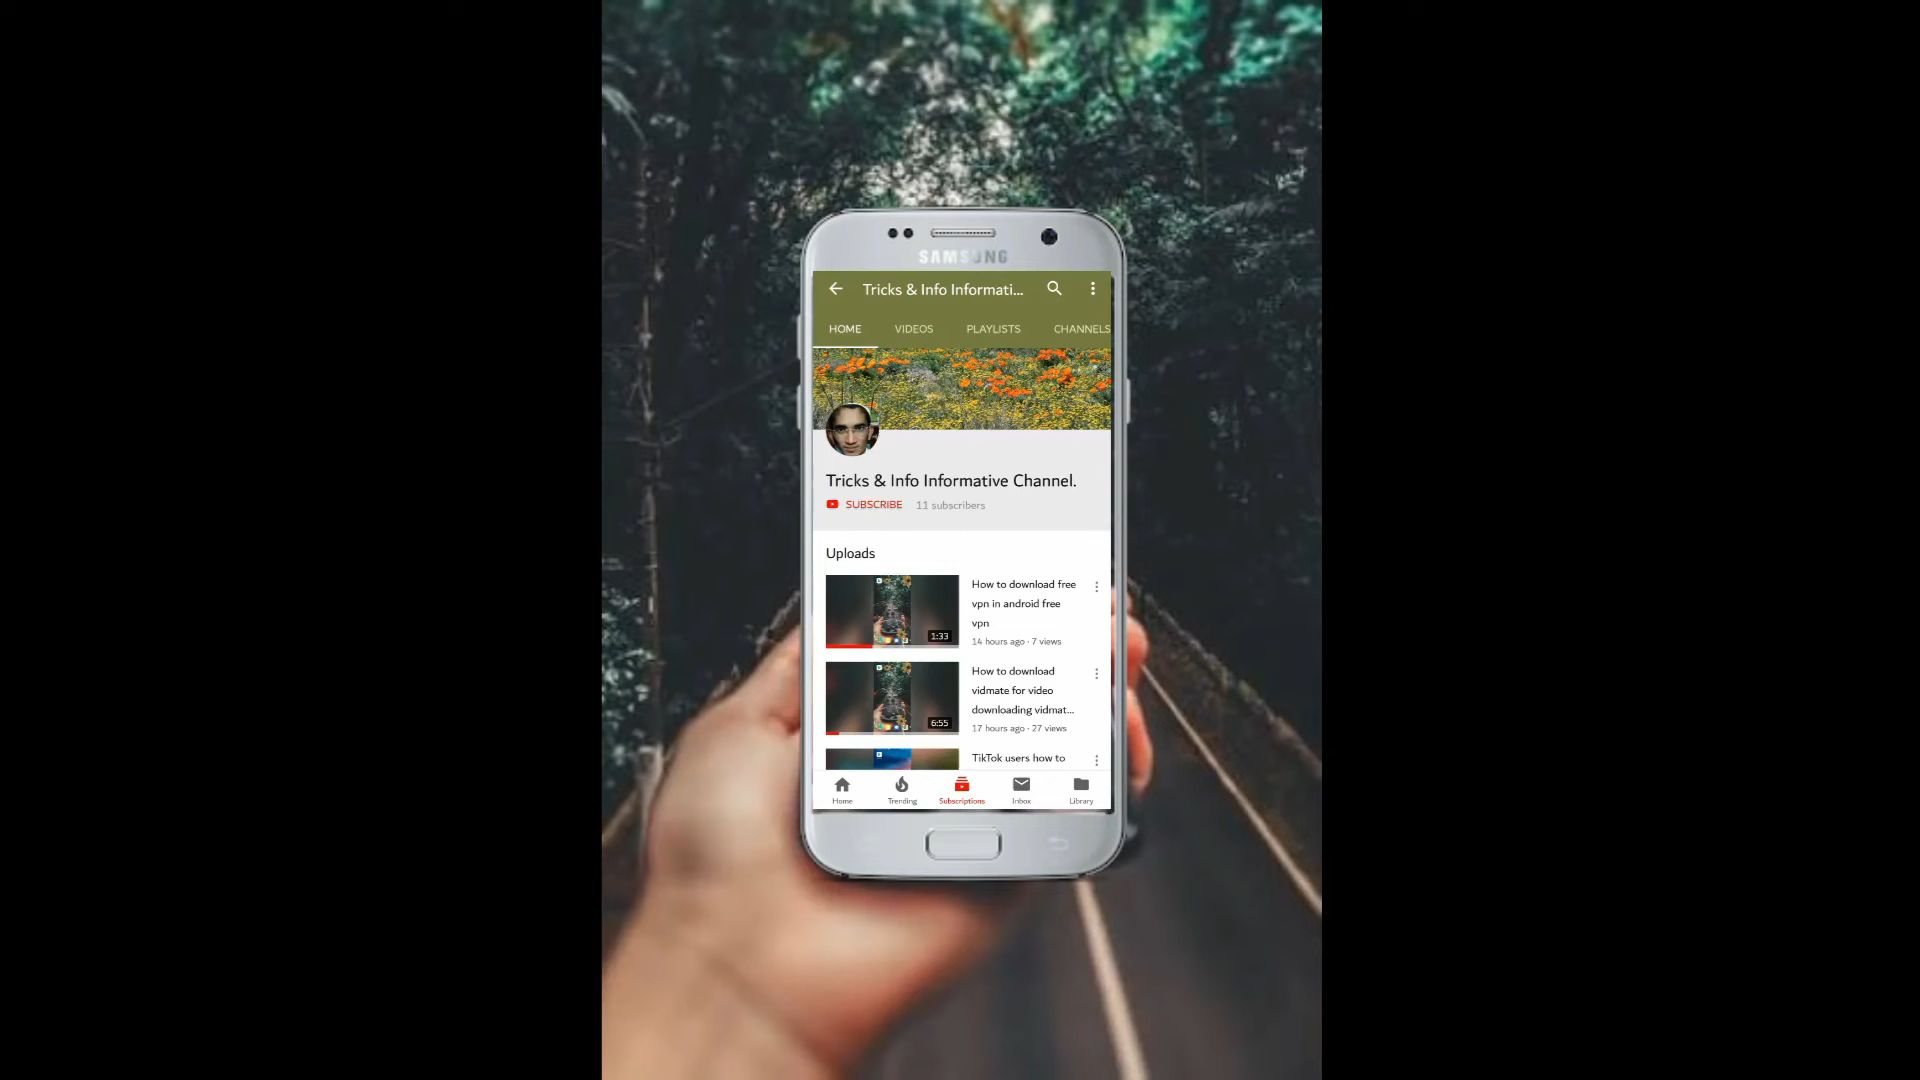 SAMSUNG
Tricks & Info Informati...
HOME VIDEOS PLAYLISTS CHANNELS
Tricks & Info Informative Channel.
SUBSCRIBE 11 subscribers
Uploads
How to download free
vpn in android free
vpn
14 hours ago · 7 views
1:33
How to download
vidmate for video
downloading vidmat...
17 hours ago · 27 views
6:55
TikTok users how to
Home Trending Subscriptions Inbox Library